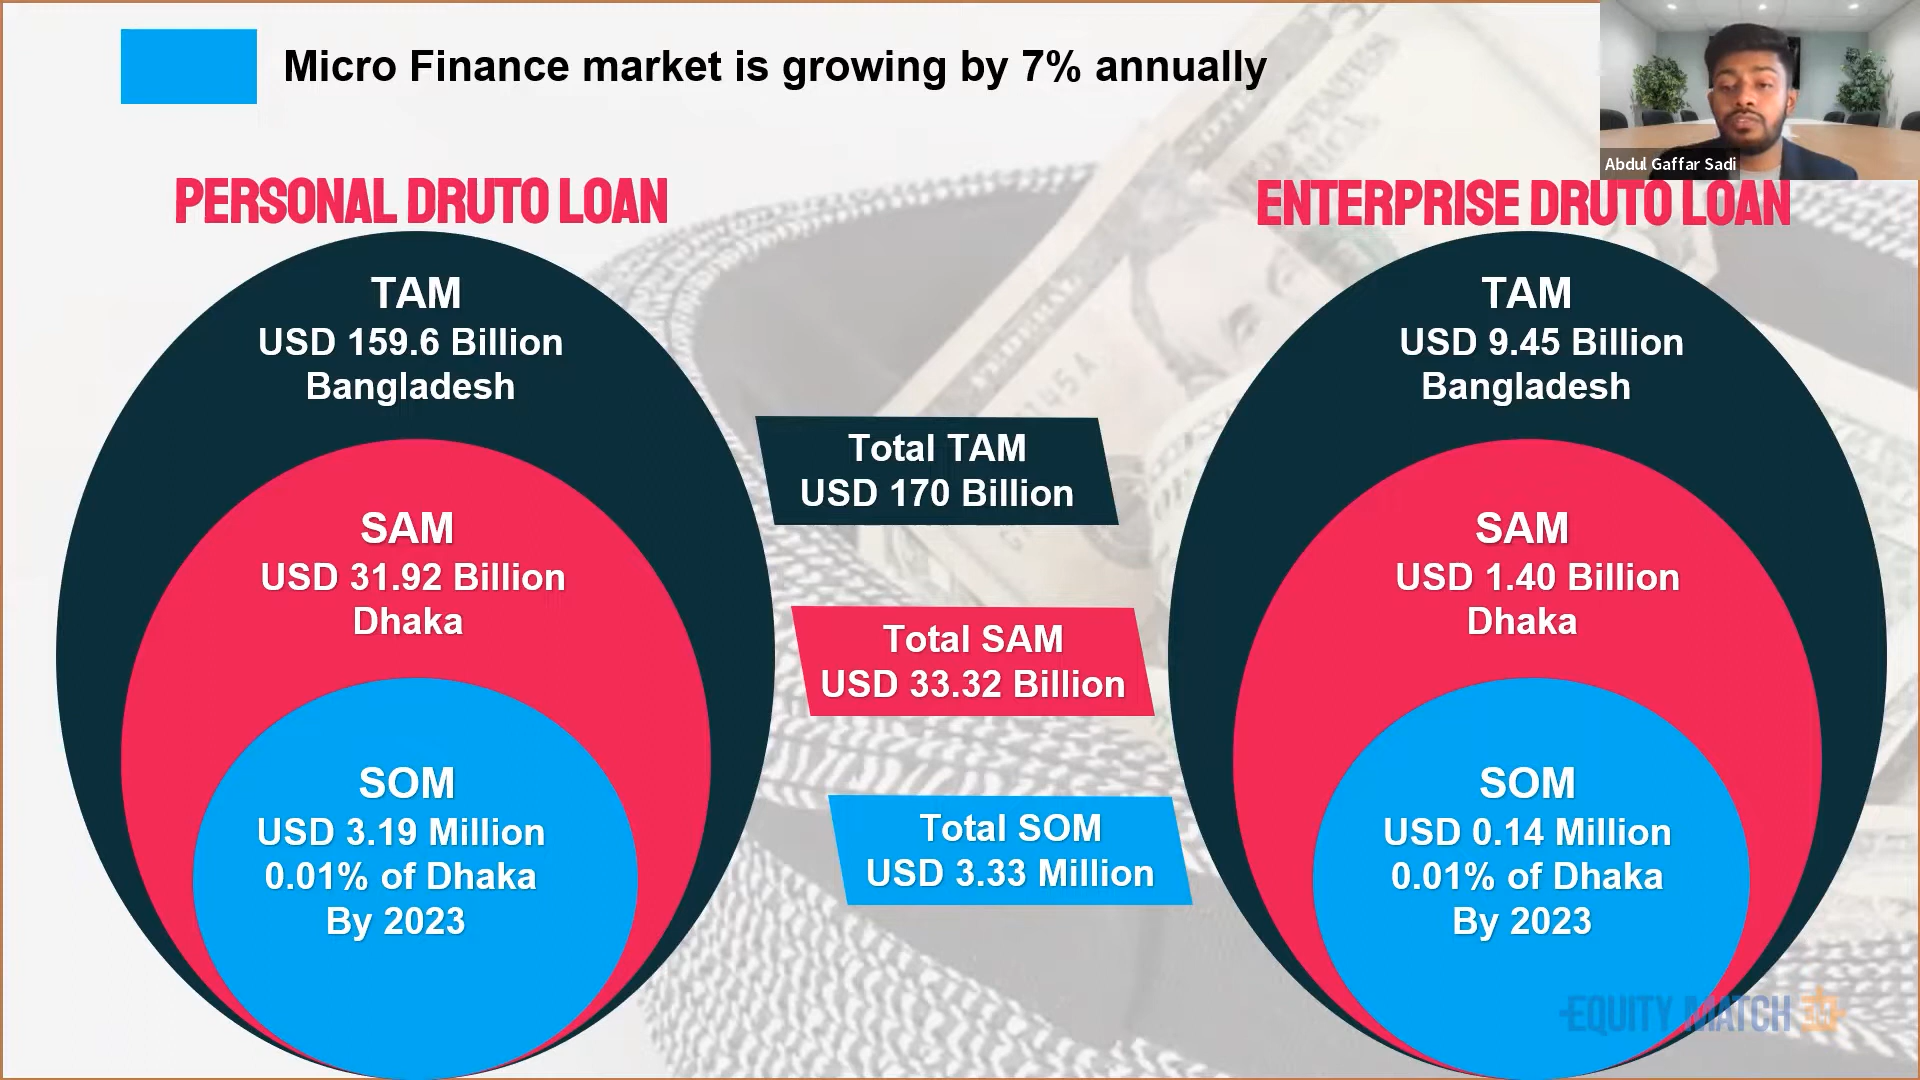 Micro Finance market is growing by 7% annually
Abdul Gaffar Sadi
PERSONAL DRUTO LOAN
TAM
USD 159.6 Billion
Bangladesh
SAM
USD 31.92 Billion
Dhaka
SOM
USD 3.19 Million
0.01% of Dhaka
By 2023
Total TAM
USD 170 Billion
Total SAM
USD 33.32 Billion
Total SOM
USD 3.33 Million
ENTERPRISE DRUTO LOAN
TAM
USD 9.45 Billion
Bangladesh
SAM
USD 1.40 Billion
Dhaka
SOM
USD 0.14 Million
0.01% of Dhaka
By 2023
EQUITY MATCH